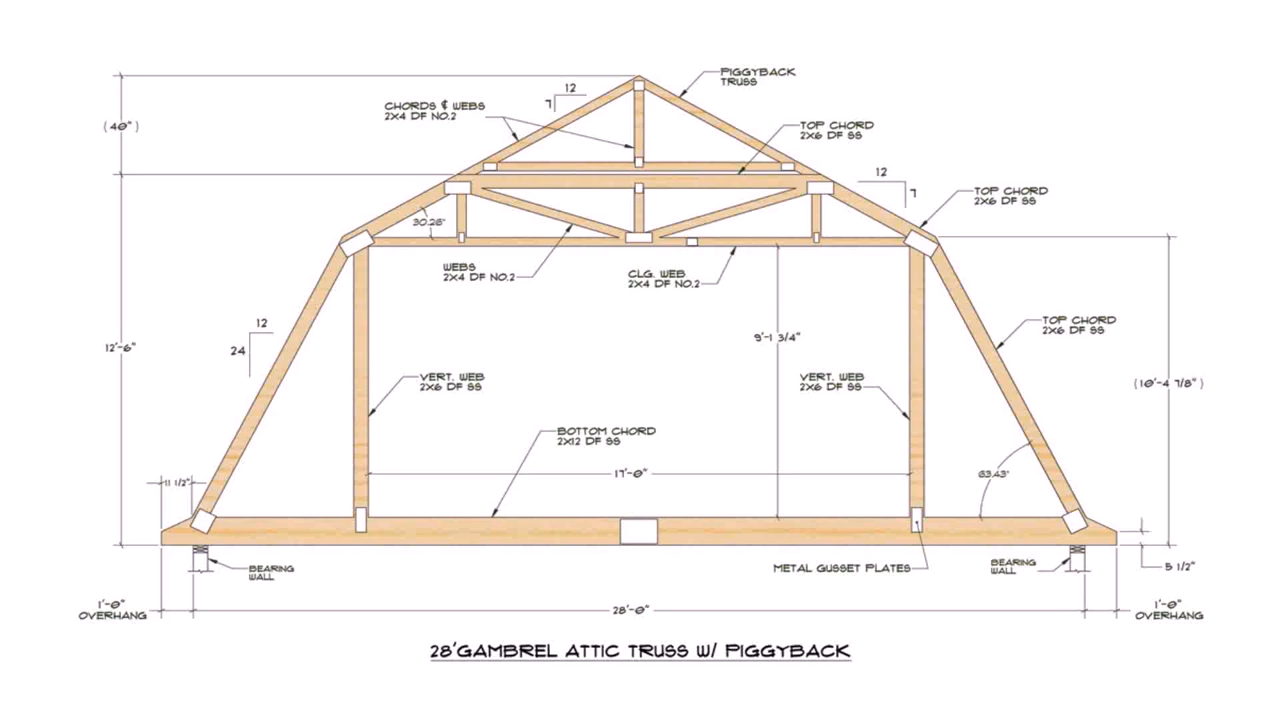 PIGGYBACK
TRUSS
12
7
CHORDS & WEBS
2X4 DF NO.2
(40")
TOP CHORD
2X6 DF SS
12
7
TOP CHORD
2X6 DF SS
30.26°
WEBS
2X4 DF NO.2
CLG. WEB
2X4 DF NO.2
12
24
TOP CHORD
2X6 DF SS
12'-6"
9'-1 3/4"
(10'-4 7/8")
VERT. WEB
2X6 DF SS
VERT. WEB
2X6 DF SS
BOTTOM CHORD
2X12 DF SS
17'-0"
63.43°
11 1/2"
BEARING
WALL
METAL GUSSET PLATES
BEARING
WALL
5 1/2"
1'-0"
OVERHANG
28'-0"
1'-0"
OVERHANG
28'GAMBREL ATTIC TRUSS W/ PIGGYBACK